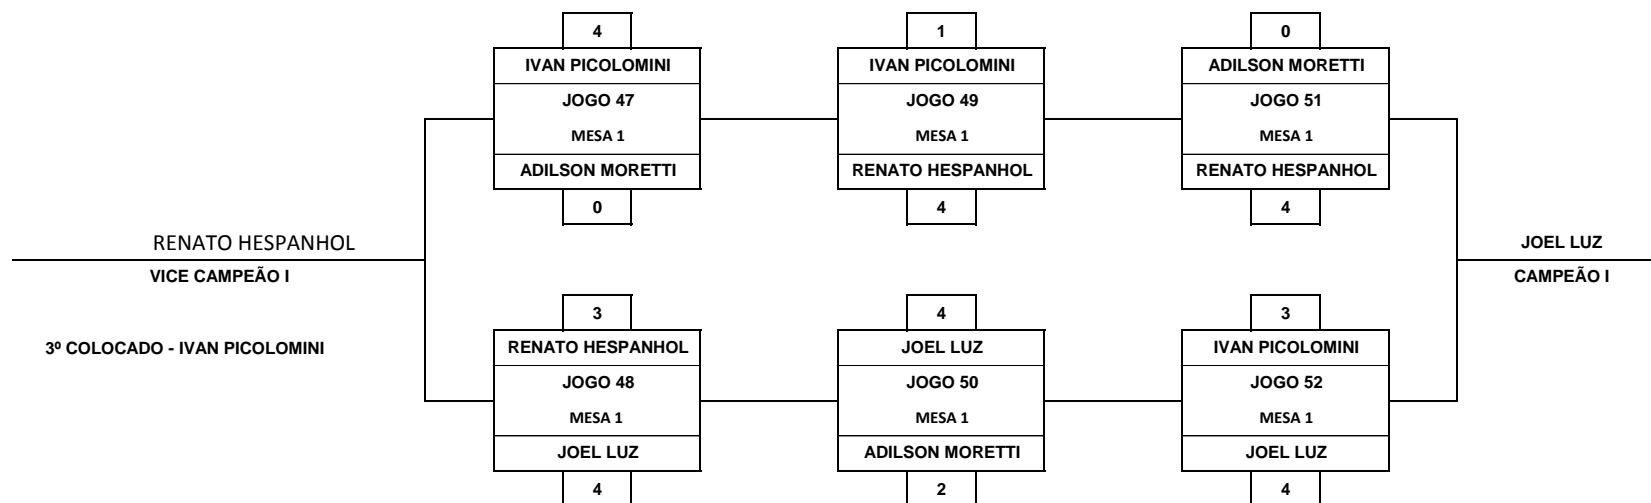 4
IVAN PICOLOMINI
JOGO 47
MESA 1
ADILSON MORETTI
0
1
IVAN PICOLOMINI
JOGO 49
MESA 1
RENATO HESPANHOL
4
0
ADILSON MORETTI
JOGO 51
MESA 1
RENATO HESPANHOL
4
RENATO HESPANHOL
VICE CAMPEÃO I
JOEL LUZ
CAMPEÃO I
3º COLOCADO - IVAN PICOLOMINI
3
RENATO HESPANHOL
JOGO 48
MESA 1
JOEL LUZ
4
4
JOEL LUZ
JOGO 50
MESA 1
ADILSON MORETTI
2
3
IVAN PICOLOMINI
JOGO 52
MESA 1
JOEL LUZ
4